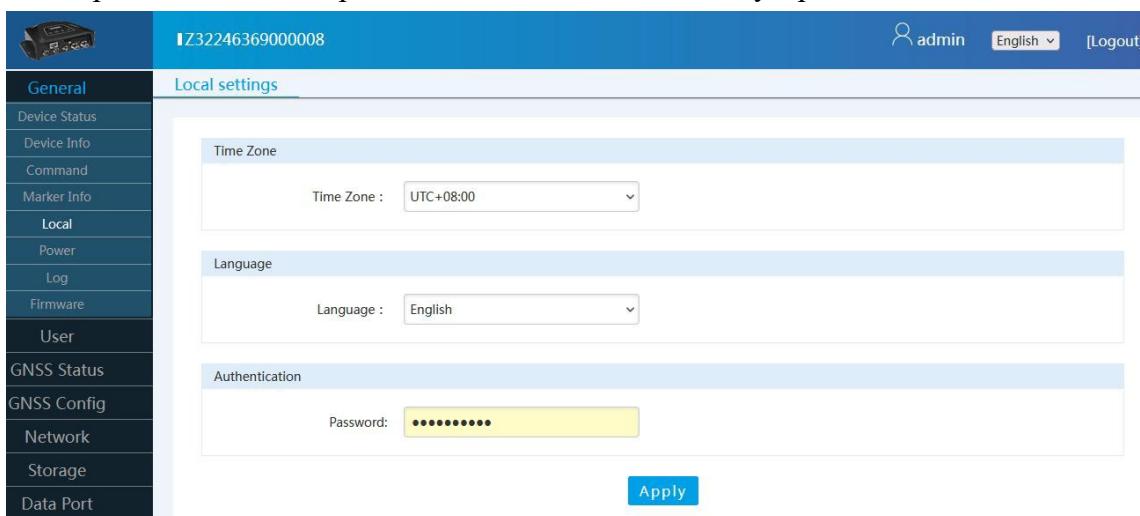 IZ32246369000008
admin
English
[Logout]
General
Device Status
Device Info
Command
Marker Info
Local
Power
Log
Firmware
User
GNSS Status
GNSS Config
Network
Storage
Data Port
Local settings
Time Zone
Time Zone : UTC+08:00
Language
Language : English
Authentication
Password: ●●●●●●●●●●
Apply